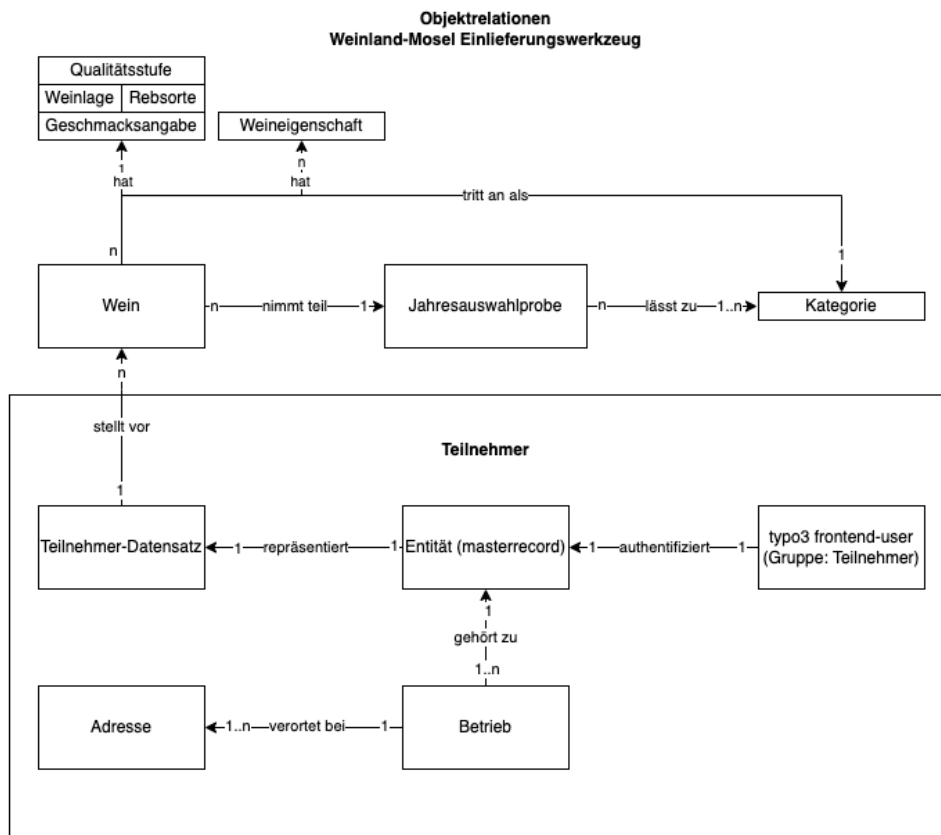 Objektrelationen
Weinland-Mosel Einlieferungswerkzeug
Qualitätsstufe
Weinlage Rebsorte
Geschmacksangabe
Weineigenschaft
1
hat
n
hat
tritt an als
n
1
Wein
n nimmt teil 1
Jahresauswahlprobe
n lässt zu 1..n
Kategorie
n
stellt vor
1
Teilnehmer
Teilnehmer-Datensatz
1 repräsentiert 1
Entität (masterrecord)
1 authentifiziert 1
typo3 frontend-user
(Gruppe: Teilnehmer)
1
gehört zu
1..n
Adresse
1..n verortet bei 1
Betrieb